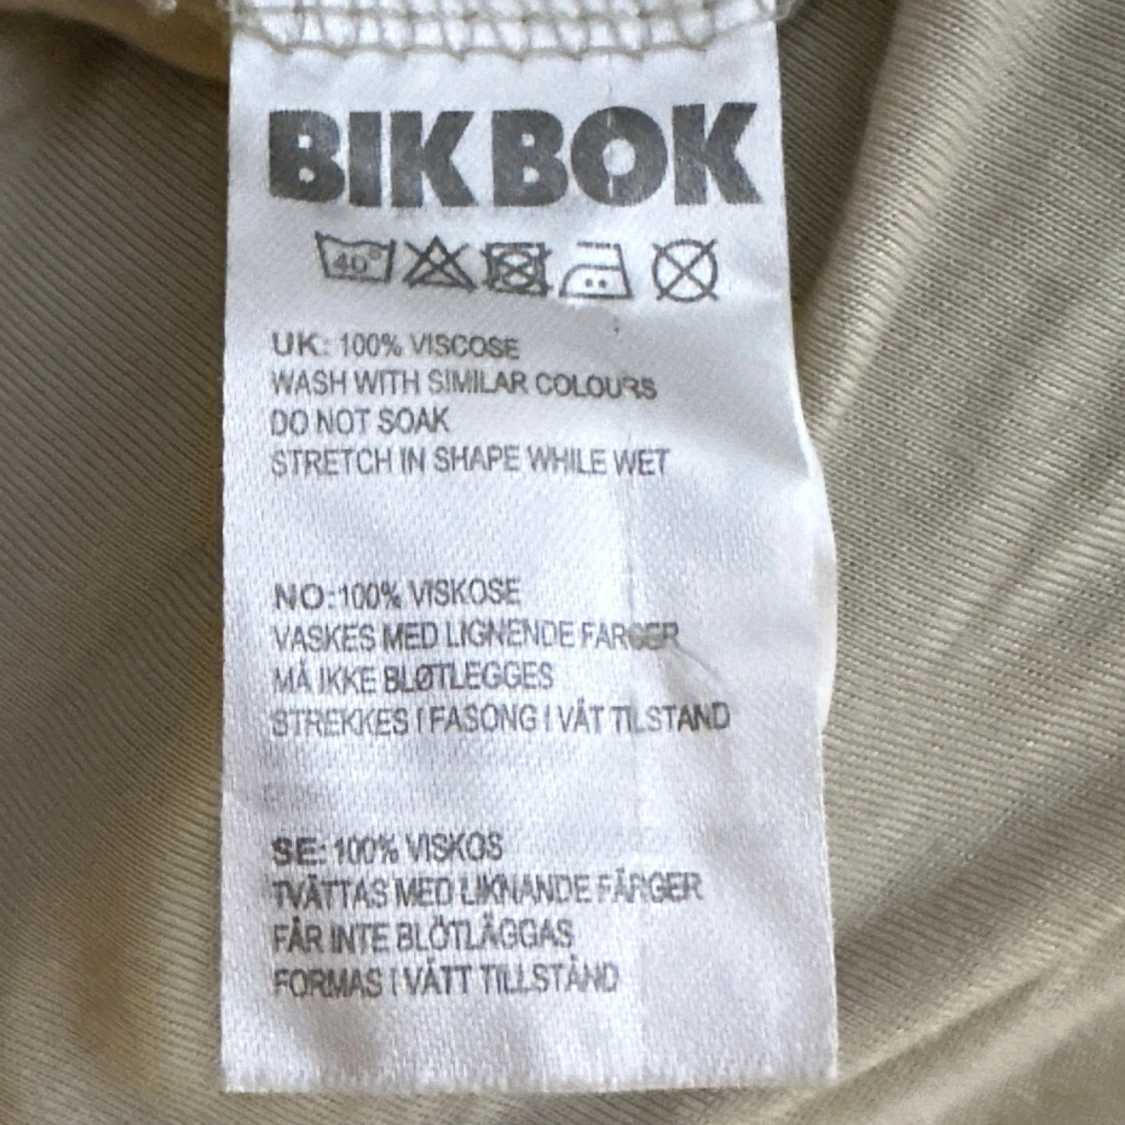 BIK BOK
40°
UK: 100% VISCOSE
WASH WITH SIMILAR COLOURS
DO NOT SOAK
STRETCH IN SHAPE WHILE WET
NO: 100% VISKOSE
VASKES MED LIGNENDE FARGER
MÅ IKKE BLØTLEGGES
STREKKES I FASONG I VÅT TILSTAND
SE: 100% VISKOS
TVÄTTAS MED LIKNANDE FÄRGER
FÅR INTE BLÖTLÄGGAS
FORMAS I VÅTT TILLSTÅND